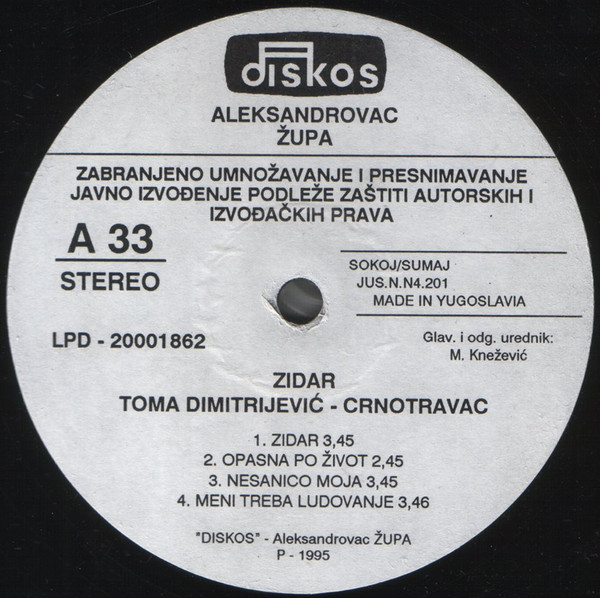 diskos
ALEKSANDROVAC
ŽUPA
ZABRANJENO UMNOŽAVANJE I PRESNIMAVANJE
JAVNO IZVOĐENJE PODLEŽE ZAŠTITI AUTORSKIH I
IZVOĐAČKIH PRAVA
A 33
STEREO
SOKOJ/SUMAJ
JUS.N.N4.201
MADE IN YUGOSLAVIA
LPD - 20001862
Glav. i odg. urednik:
M. Knežević
ZIDAR
TOMA DIMITRIJEVIĆ - CRNOTRAVAC
1. ZIDAR 3,45
2. OPASNA PO ŽIVOT 2,45
3. NESANICO MOJA 3,45
4. MENI TREBA LUDOVANJE 3,46
"DISKOS" - Aleksandrovac ŽUPA
P - 1995